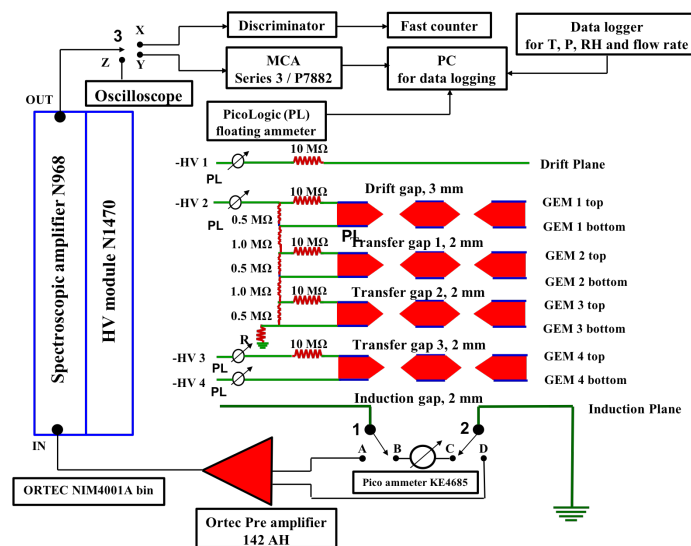 X
3
Y
Z
Discriminator
Fast counter
Data logger
for T, P, RH and flow rate
MCA
Series 3 / P7882
PC
for data logging
Oscilloscope
OUT
PicoLogic (PL)
floating ammeter
Spectroscopic amplifier N968
HV module N1470
-HV 1
PL
10 MΩ
Drift Plane
-HV 2
PL
10 MΩ
Drift gap, 3 mm
GEM 1 top
0.5 MΩ
GEM 1 bottom
PL
1.0 MΩ
10 MΩ
Transfer gap 1, 2 mm
GEM 2 top
0.5 MΩ
GEM 2 bottom
1.0 MΩ
10 MΩ
Transfer gap 2, 2 mm
GEM 3 top
0.5 MΩ
GEM 3 bottom
R
10 MΩ
Transfer gap 3, 2 mm
-HV 3
PL
GEM 4 top
-HV 4
PL
GEM 4 bottom
Induction gap, 2 mm
Induction Plane
1
2
A
B
C
D
IN
Pico ammeter KE4685
ORTEC NIM4001A bin
Ortec Pre amplifier
142 AH